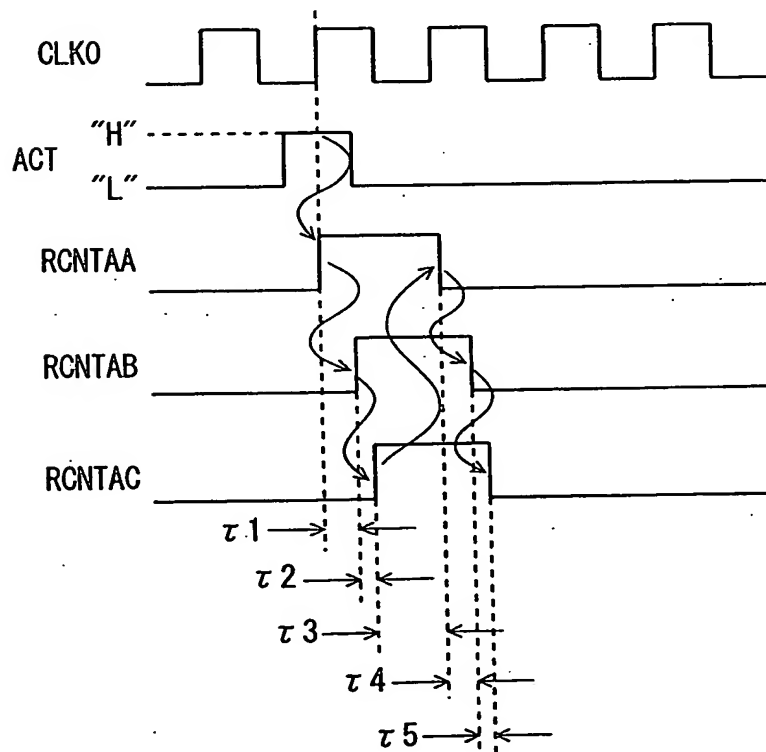 CLK0
"H"
ACT
"L"
RCNTAA
RCNTAB
RCNTAC
τ1
τ2
τ3
τ4
τ5